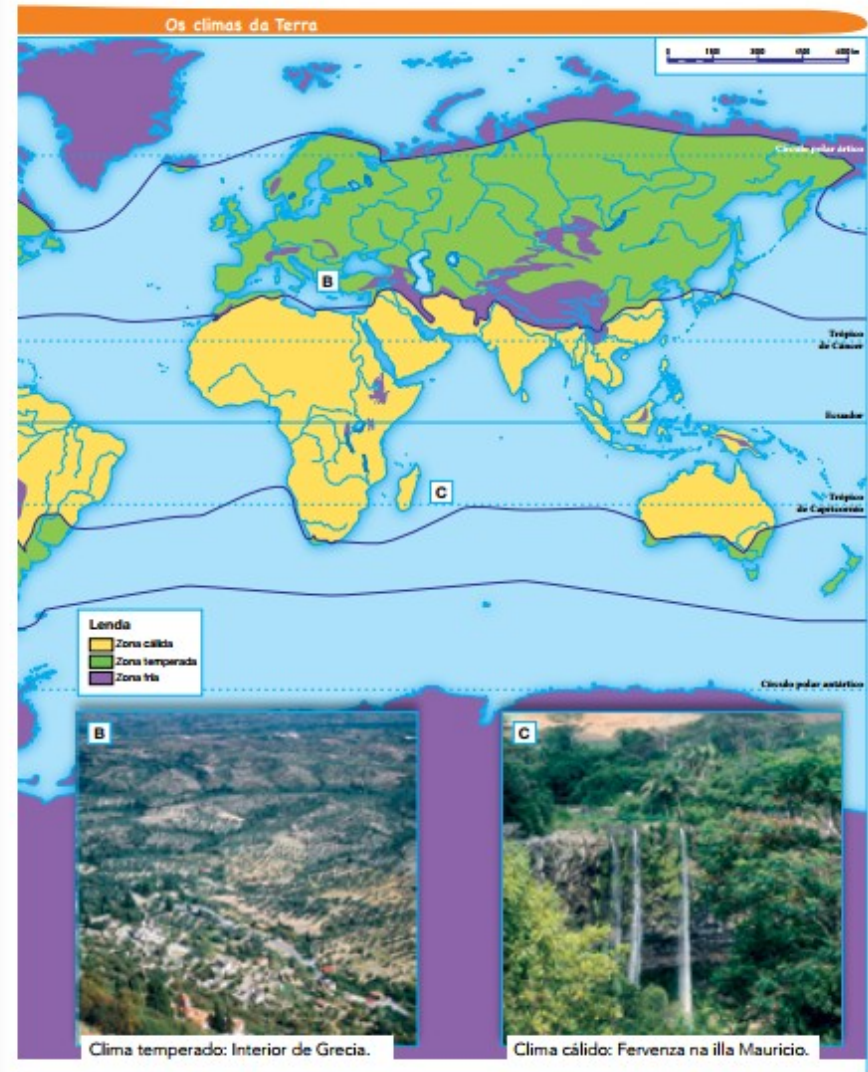 Os climas da Terra
Círculo polar ártico
B
Trópico
de Cáncer
Ecuador
C
Trópico
de Capricornio
Lenda
Zona cálida
Zona temperada
Zona fría
Círculo polar antártico
B
C
Clima temperado: Interior de Grecia.
Clima cálido: Fervenza na illa Mauricio.